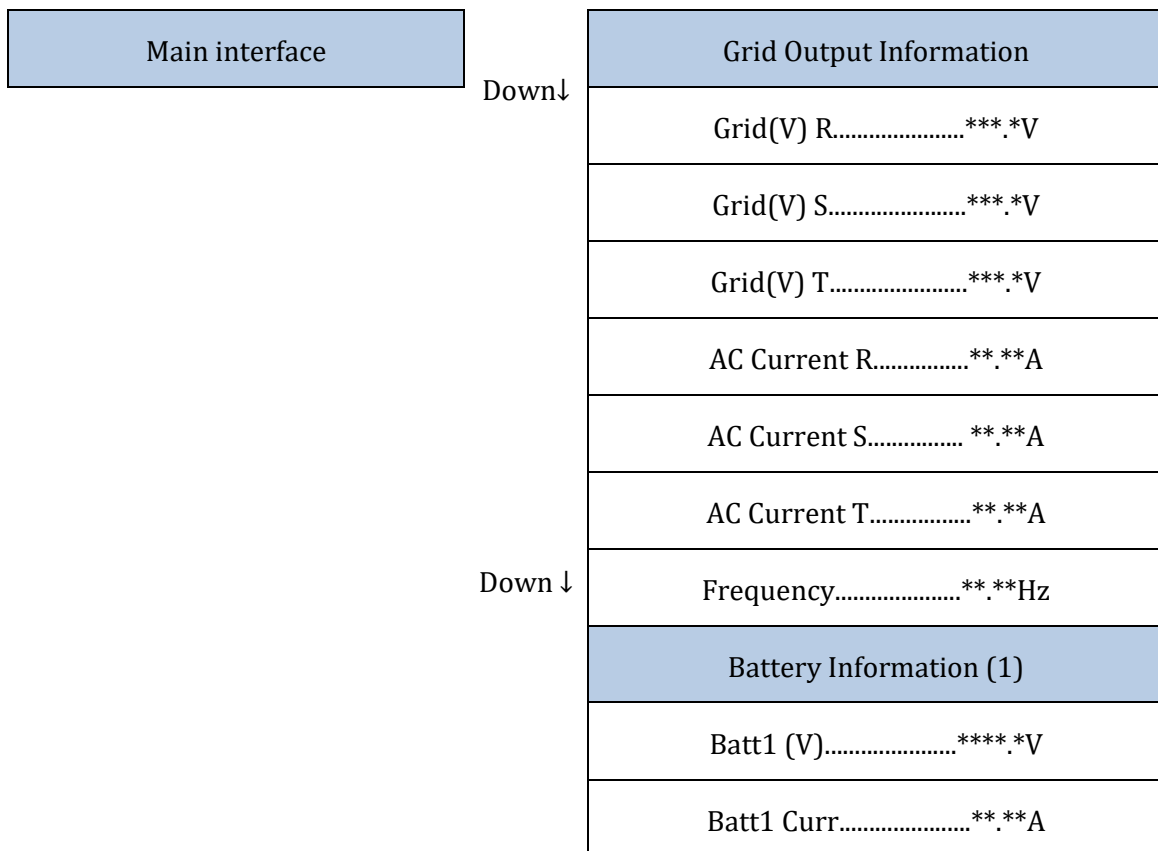 Main interface
Down↓
Grid Output Information
Grid(V) R......................***.*V
Grid(V) S.......................***.*V
Grid(V) T.......................***.*V
AC Current R................**.**A
AC Current S................ **.**A
AC Current T.................**.**A
Down ↓
Frequency.....................**.**Hz
Battery Information (1)
Batt1 (V)......................****.*V
Batt1 Curr......................**.**A